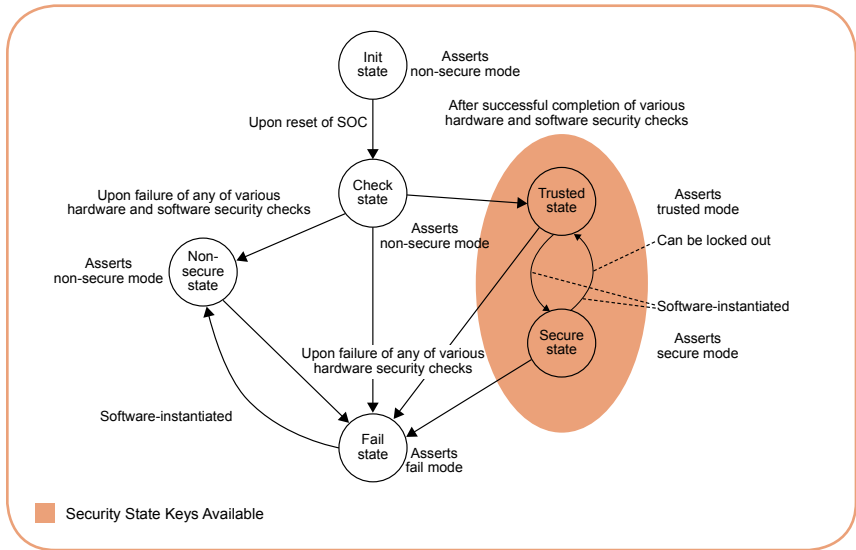 Init
state
Asserts
non-secure mode
Upon reset of SOC
After successful completion of various
hardware and software security checks
Check
state
Trusted
state
Upon failure of any of various
hardware and software security checks
Asserts
trusted mode
Asserts
non-secure mode
Can be locked out
Non-
secure
state
Asserts
non-secure mode
Software-instantiated
Secure
state
Asserts
secure mode
Upon failure of any of various
hardware security checks
Software-instantiated
Fail
state
Asserts
fail mode
Security State Keys Available